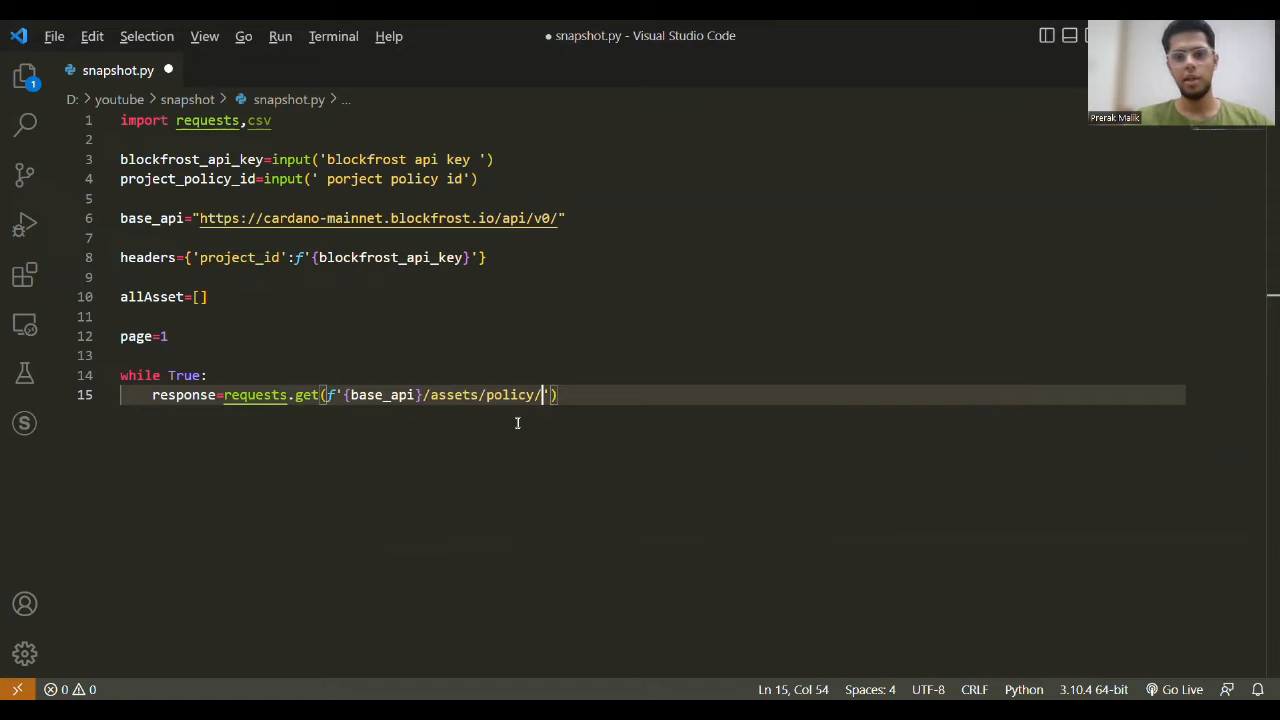 File Edit Selection View Go Run Terminal Help
● snapshot.py - Visual Studio Code
snapshot.py
Prerak Malik
1
D: > youtube > snapshot > snapshot.py > ...
1 import requests,csv
2
3 blockfrost_api_key=input('blockfrost api key ')
4 project_policy_id=input(' porject policy id')
5
6 base_api="https://cardano-mainnet.blockfrost.io/api/v0/"
7
8 headers={'project_id':f'{blockfrost_api_key}'}
9
10 allAsset=[]
11
12 page=1
13
14 while True:
15 response=requests.get(f'{base_api}/assets/policy/')
0 0 Ln 15, Col 54 Spaces: 4 UTF-8 CRLF Python 3.10.4 64-bit Go Live